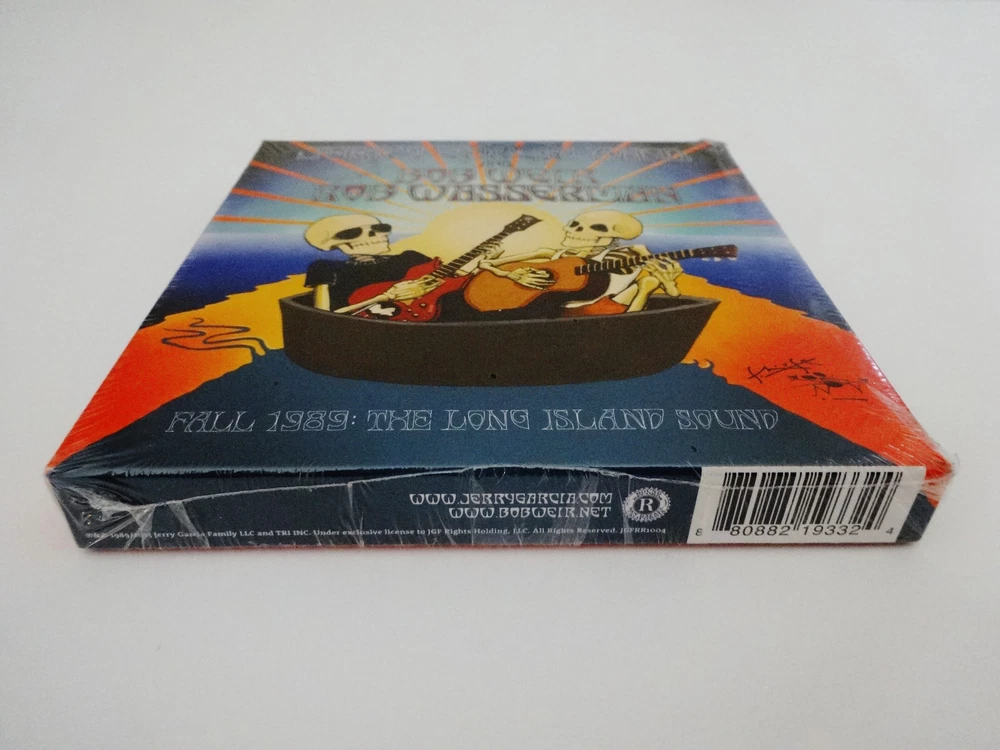 BOB WEIR
ROB WASSERMAN
FALL 1989: THE LONG ISLAND SOUND
WWW.JERRYGARCIA.COM
WWW.BOBWEIR.NET
R
Jerry Garcia Family LLC and TRI INC. Under exclusive license to JGF Rights Holding, LLC. All Rights Reserved. JGFRR1004
8 80882 19332 4